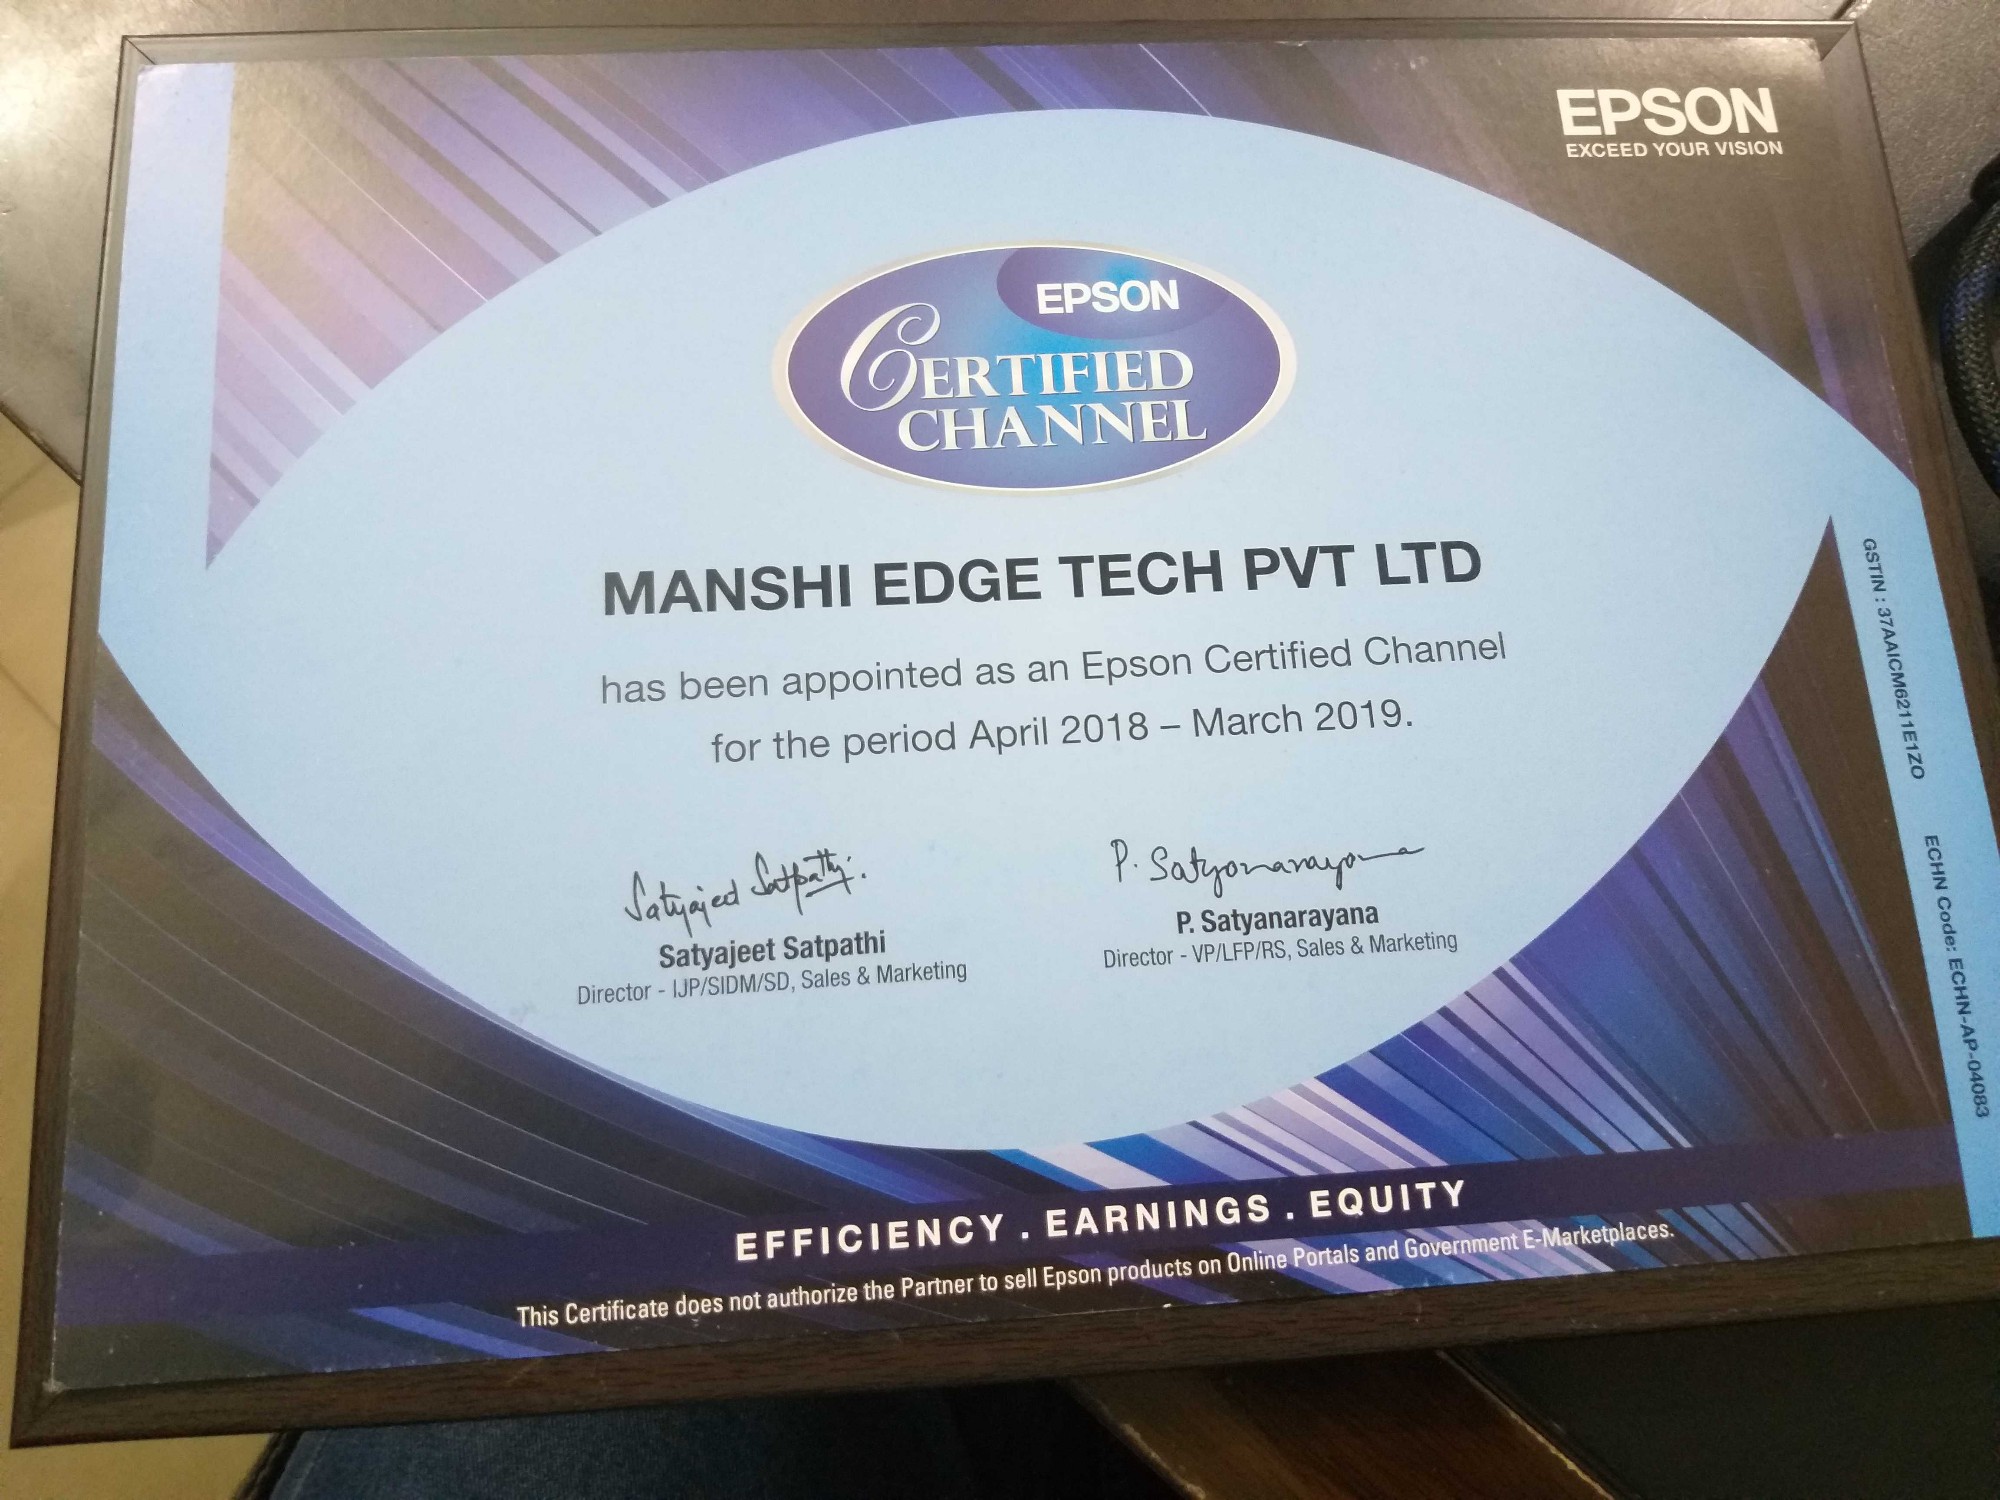 EPSON
EXCEED YOUR VISION
EPSON
CERTIFIED
CHANNEL
MANSHI EDGE TECH PVT LTD
has been appointed as an Epson Certified Channel
for the period April 2018 – March 2019.
Satyajeet Satpathy
P. Satyanarayana
Satyajeet Satpathi
Director - IJP/SIDM/SD, Sales & Marketing
P. Satyanarayana
Director - VP/LFP/RS, Sales & Marketing
GSTIN : 37AAICM6211E1ZO
ECHN Code: ECHN-AP-04083
EFFICIENCY . EARNINGS . EQUITY
This Certificate does not authorize the Partner to sell Epson products on Online Portals and Government E-Marketplaces.